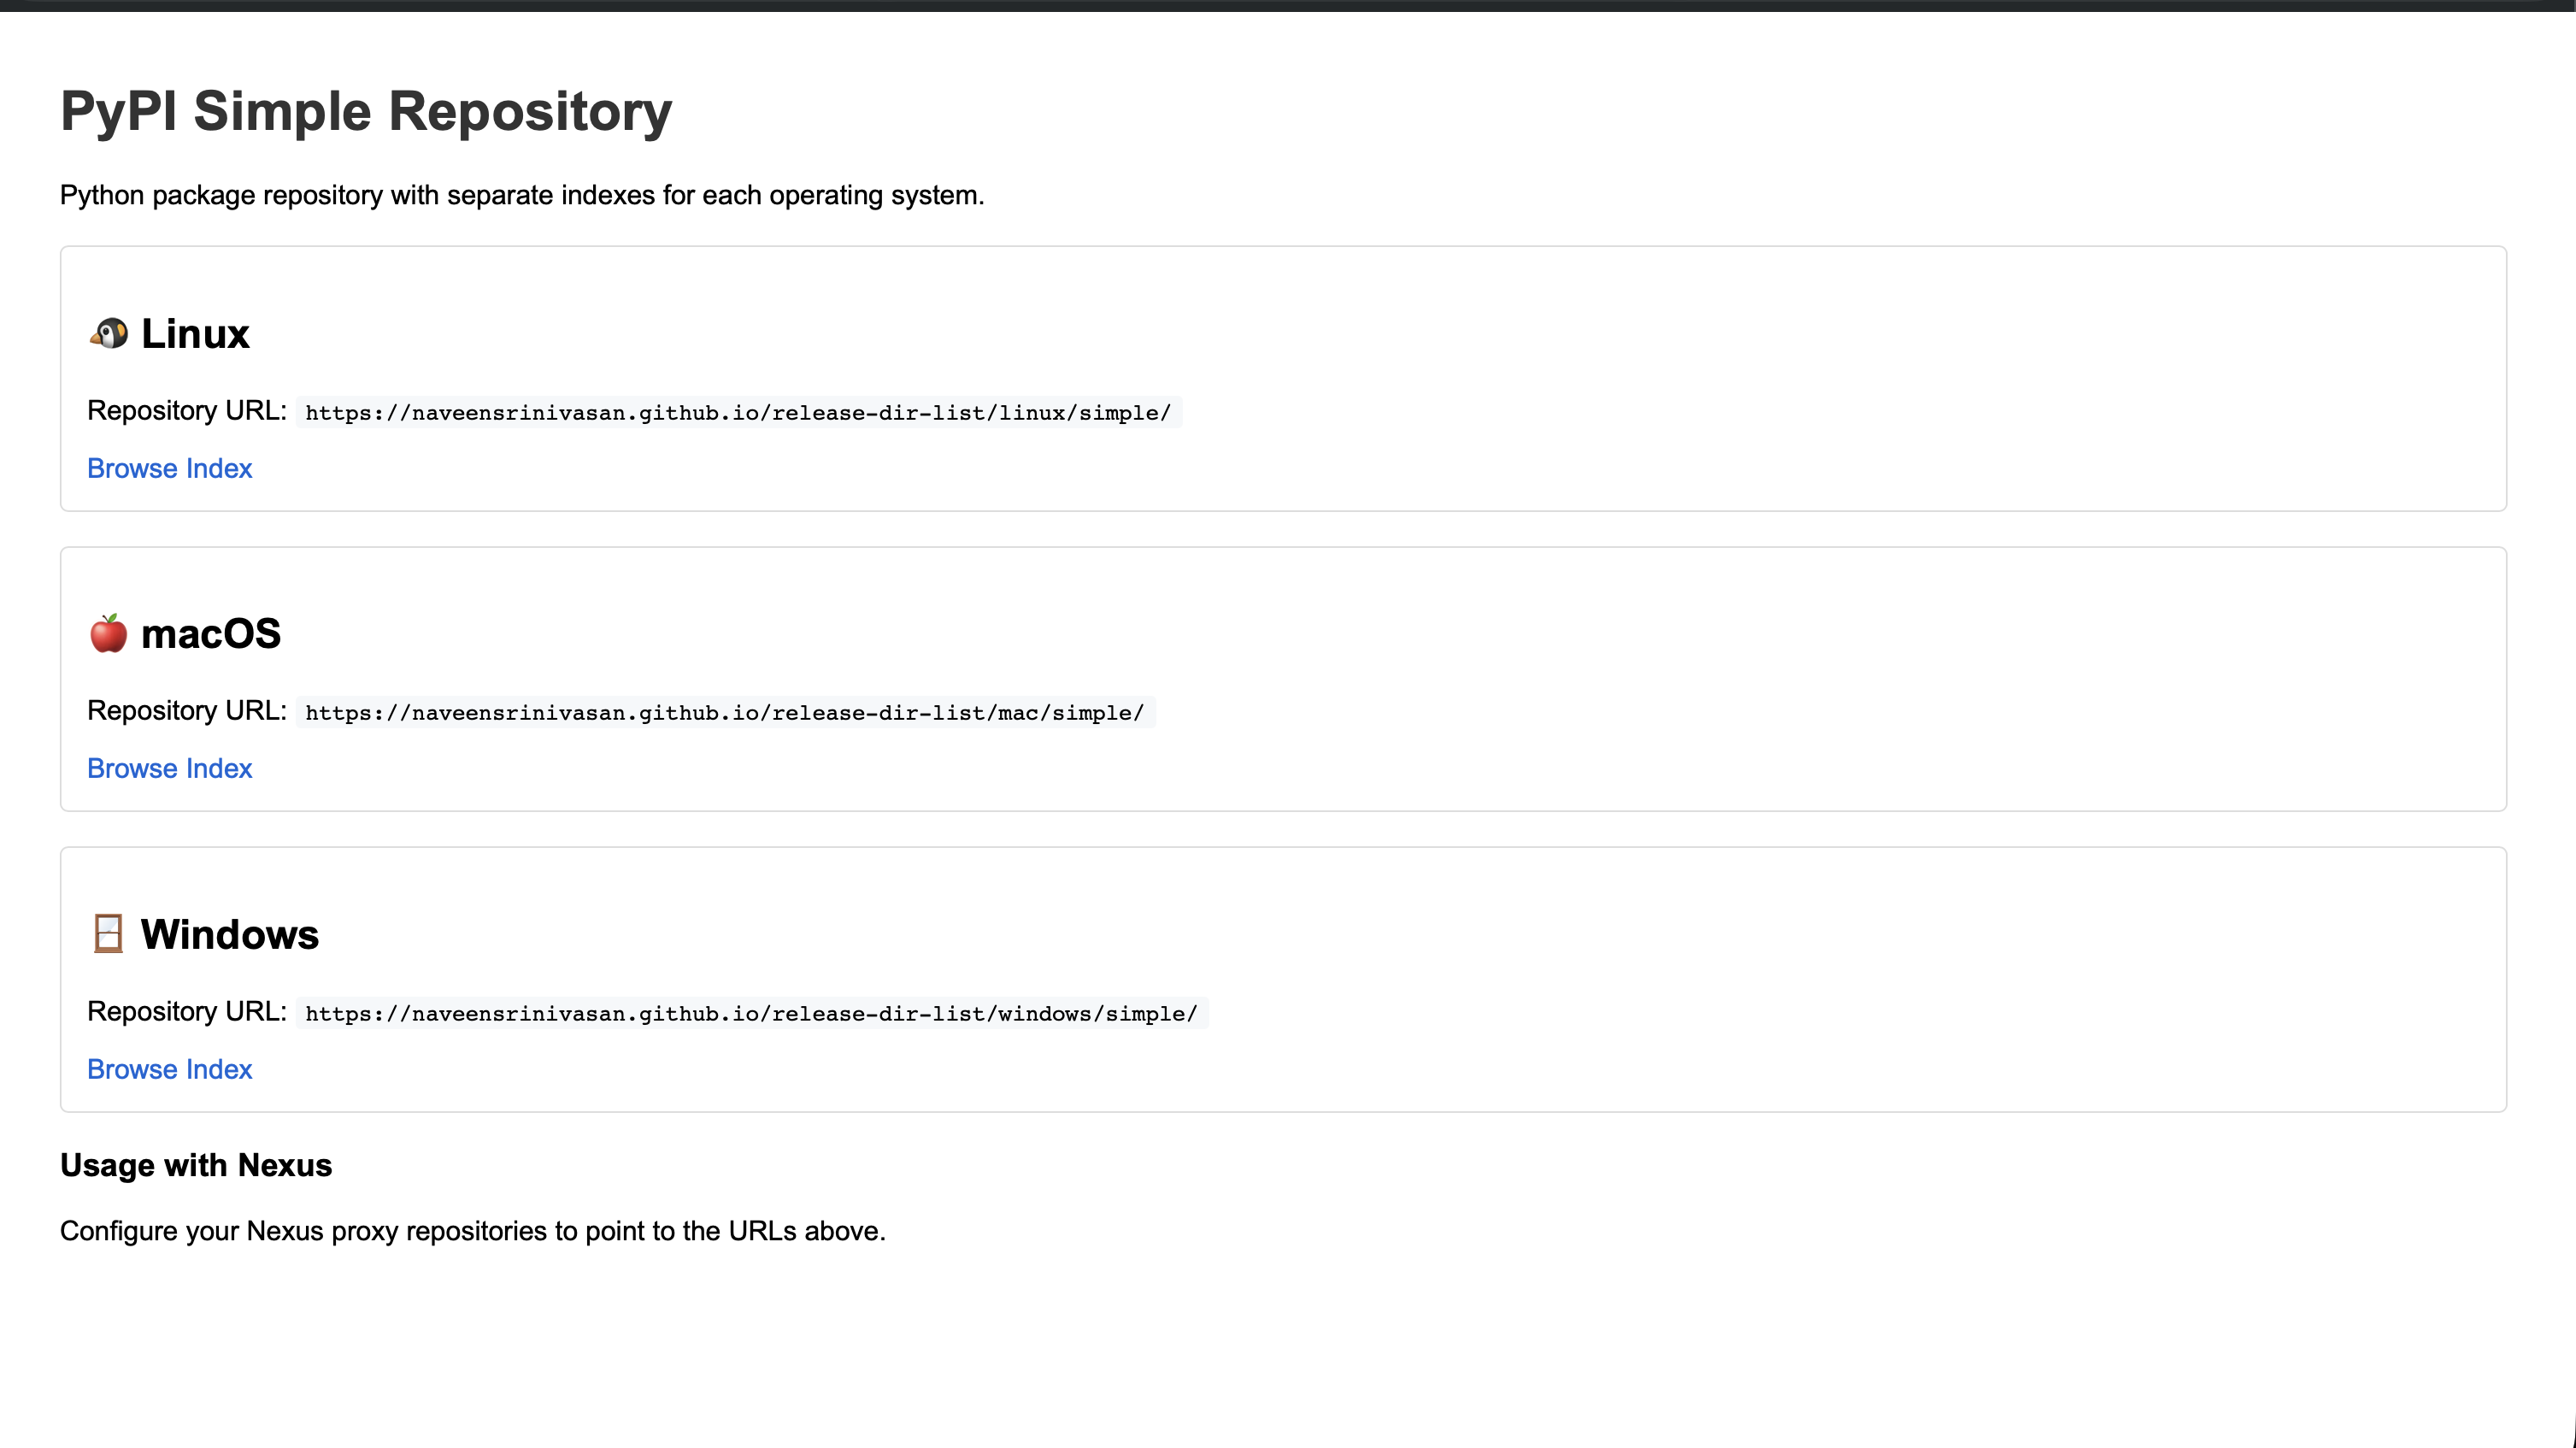 PyPI Simple Repository
Python package repository with separate indexes for each operating system.
🐧 Linux
Repository URL: https://naveensrinivasan.github.io/release-dir-list/linux/simple/
Browse Index
🍎 macOS
Repository URL: https://naveensrinivasan.github.io/release-dir-list/mac/simple/
Browse Index
🪟 Windows
Repository URL: https://naveensrinivasan.github.io/release-dir-list/windows/simple/
Browse Index
Usage with Nexus
Configure your Nexus proxy repositories to point to the URLs above.